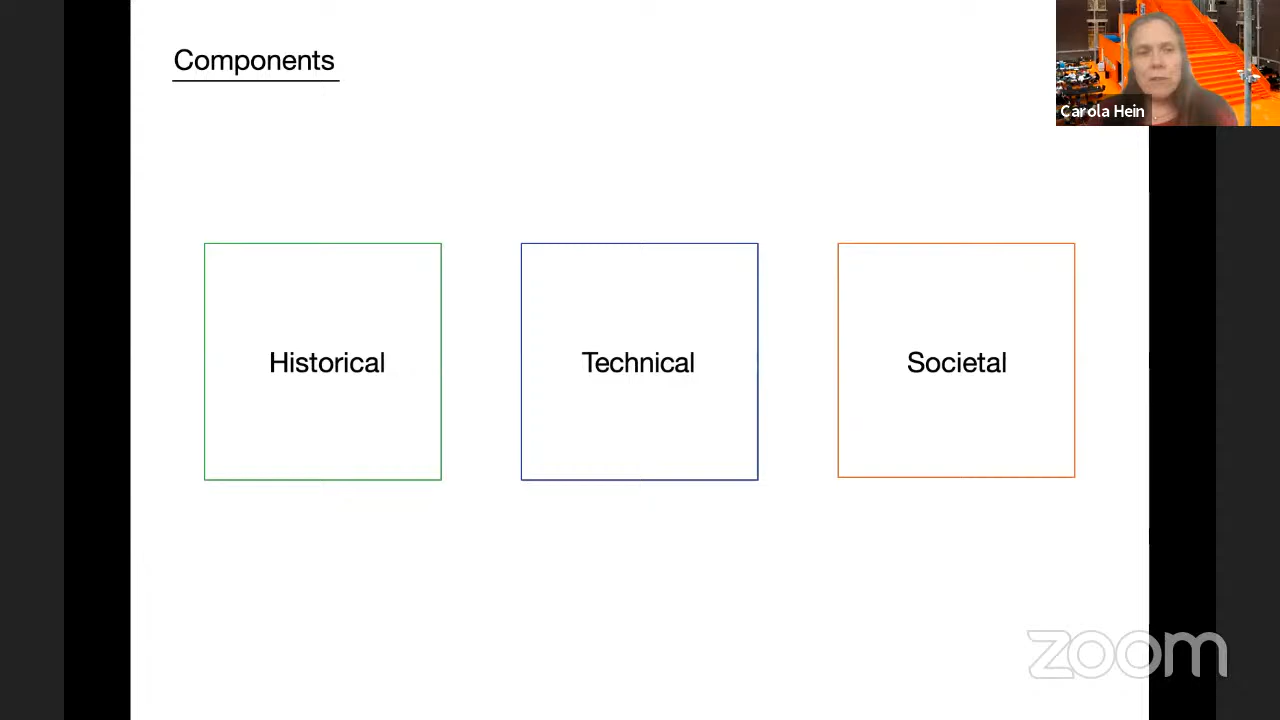 Components
Carola Hein
Historical
Technical
Societal
zoom